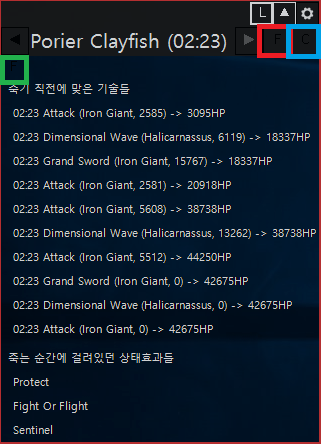 L ▲
◀ Porier Clayfish (02:23) ▶ F C
죽기 직전에 맞은 기술들
02:23 Attack (Iron Giant, 2585) -> 3095HP
02:23 Dimensional Wave (Halicarnassus, 6119) -> 18337HP
02:23 Grand Sword (Iron Giant, 15767) -> 18337HP
02:23 Attack (Iron Giant, 2581) -> 20918HP
02:23 Attack (Iron Giant, 5608) -> 38738HP
02:23 Dimensional Wave (Halicarnassus, 13262) -> 38738HP
02:23 Attack (Iron Giant, 5512) -> 44250HP
02:23 Grand Sword (Iron Giant, 0) -> 42675HP
02:23 Dimensional Wave (Halicarnassus, 0) -> 42675HP
02:23 Attack (Iron Giant, 0) -> 42675HP
죽는 순간에 걸려있던 상태효과들
Protect
Fight Or Flight
Sentinel